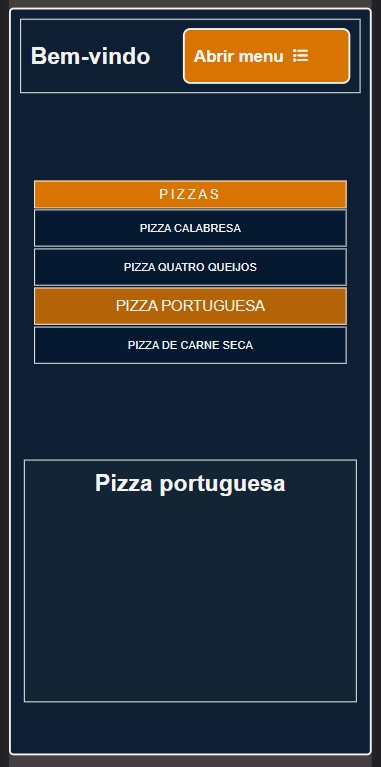 Bem-vindo
Abrir menu
PIZZAS
PIZZA CALABRESA
PIZZA QUATRO QUEIJOS
PIZZA PORTUGUESA
PIZZA DE CARNE SECA
Pizza portuguesa